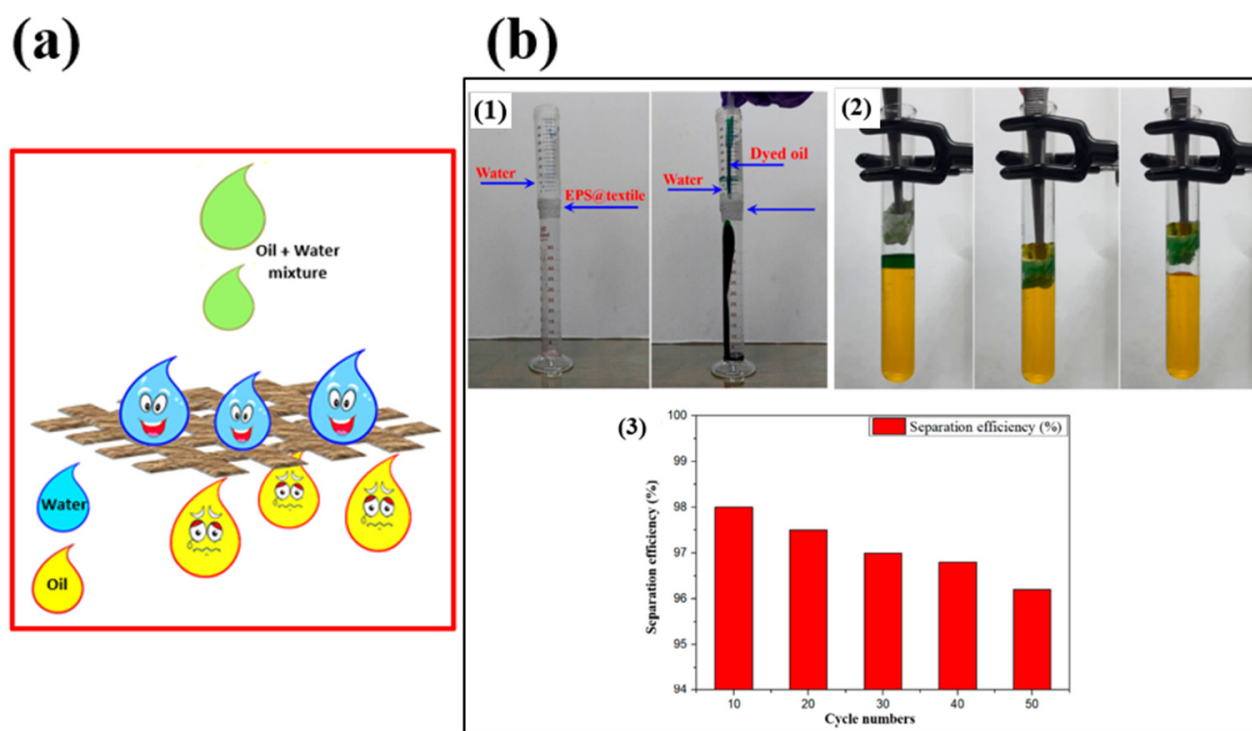 (a)
Oil + Water
mixture
Water
Oil
(b)
(1)
Water
EPS@textile
Dyed oil
Water
(2)
(3)
Separation efficiency (%)
Separation efficiency (%)
100
99
98
97
96
95
94
10
20
30
40
50
Cycle numbers